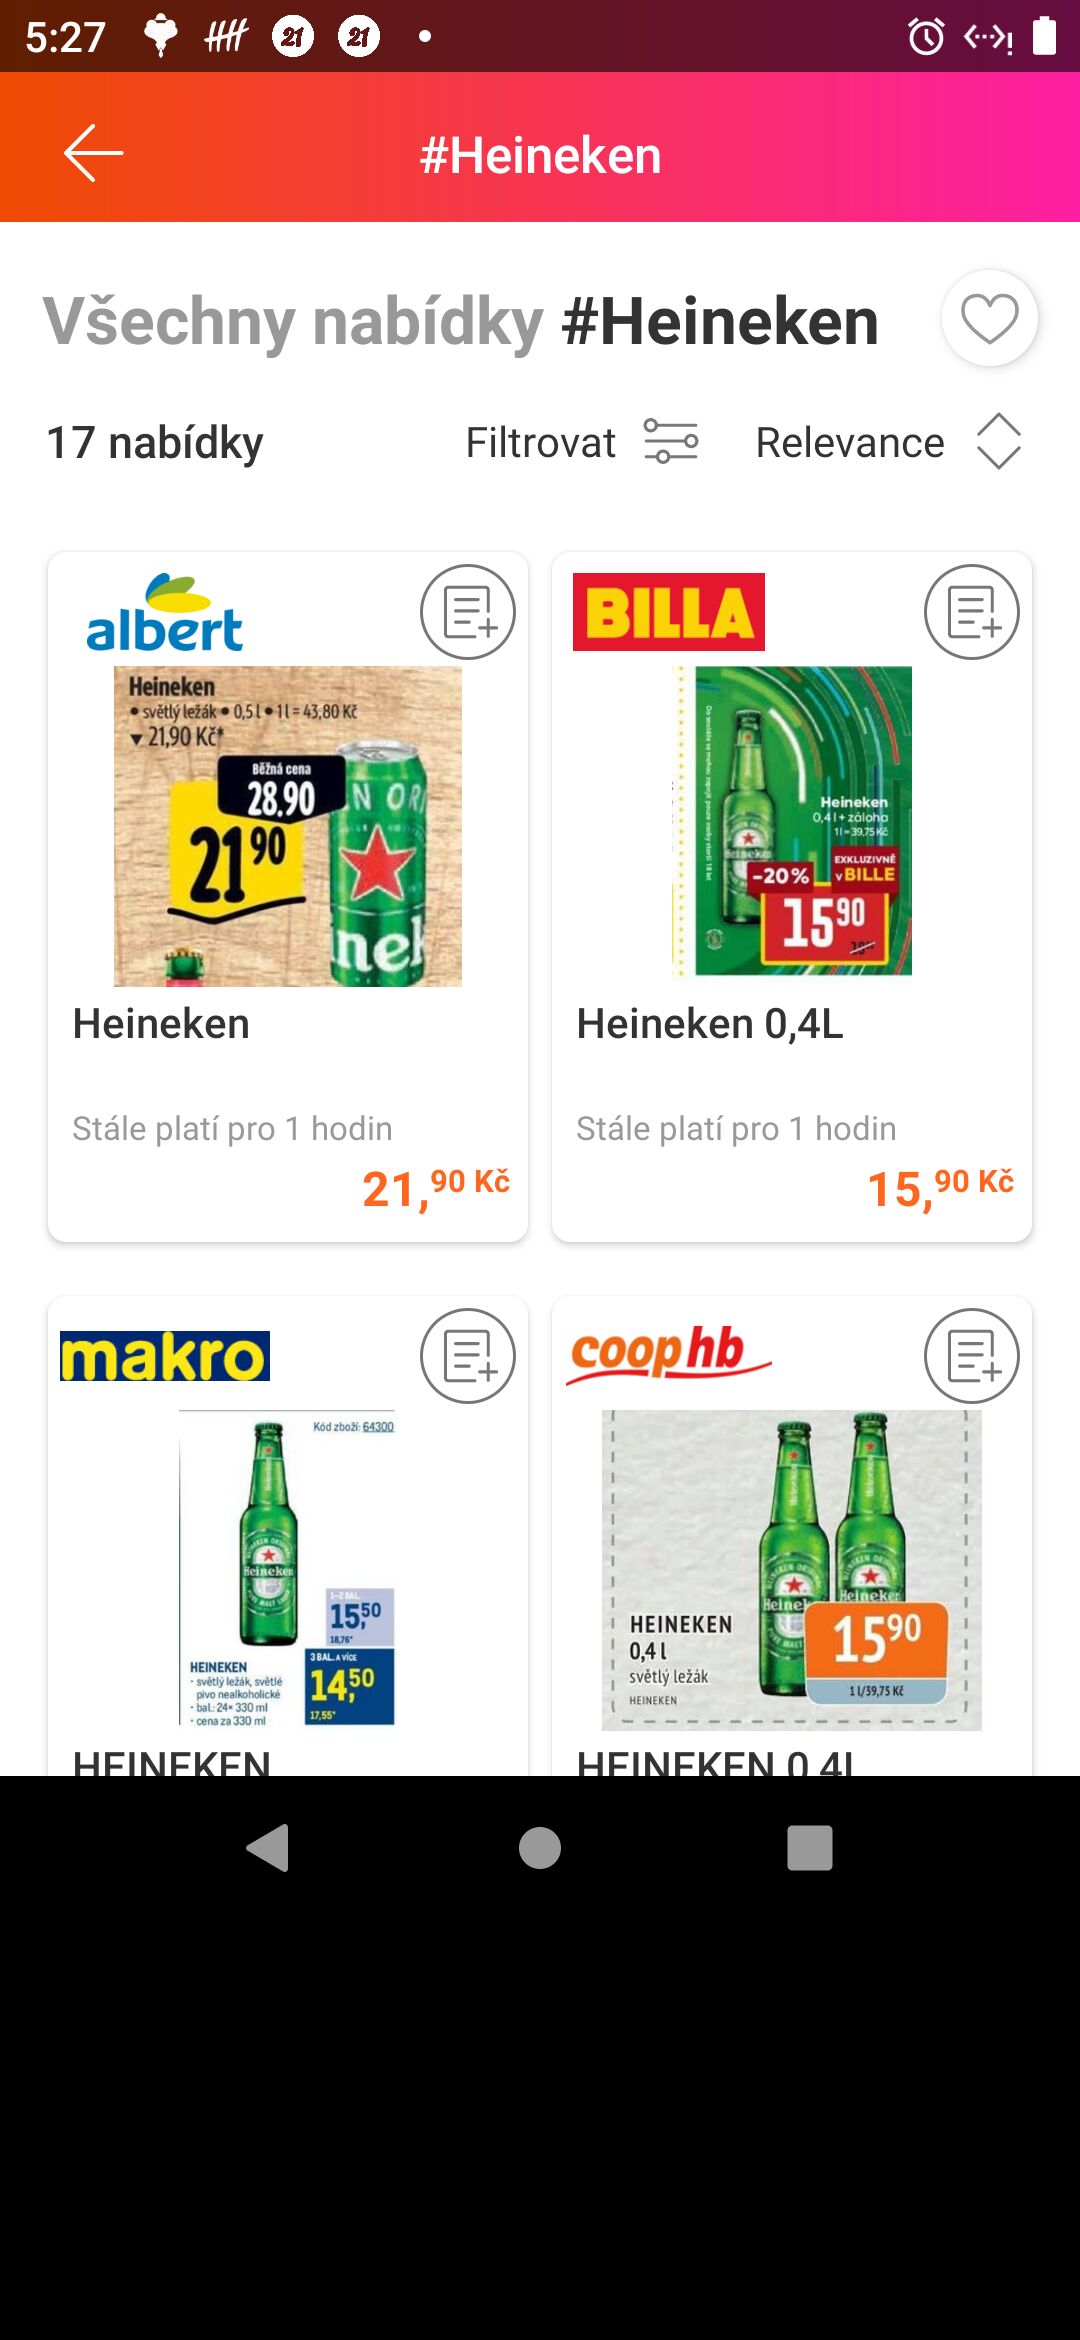 5:27
#Heineken
Všechny nabídky #Heineken
17 nabídky
Filtrovat
Relevance
albert
Heineken
• světlý ležák • 0,5 l • 1 l = 43,80 Kč
▼ 21,90 Kč*
Běžná cena
28.90
21 90
Heineken
Stále platí pro 1 hodin
21,90 Kč
BILLA
Heineken
0,4 l + záloha
1 l = 39,75 Kč
EXKLUZIVNĚ
v BILLE
-20%
15 90
Heineken 0,4L
Stále platí pro 1 hodin
15,90 Kč
makro
Kód zboží: 64300
Heineken
1-2 BAL.
15,50
18,76*
3 BAL. A VÍCE
14,50
17,55*
HEINEKEN
· světlý ležák, světlé
pivo nealkoholické
· bal.: 24× 330 ml
· cena za 330 ml
HEINEKEN
coop hb
HEINEKEN
0,4 l
světlý ležák
HEINEKEN
15 90
1 l/39,75 Kč
HEINEKEN 0,4L